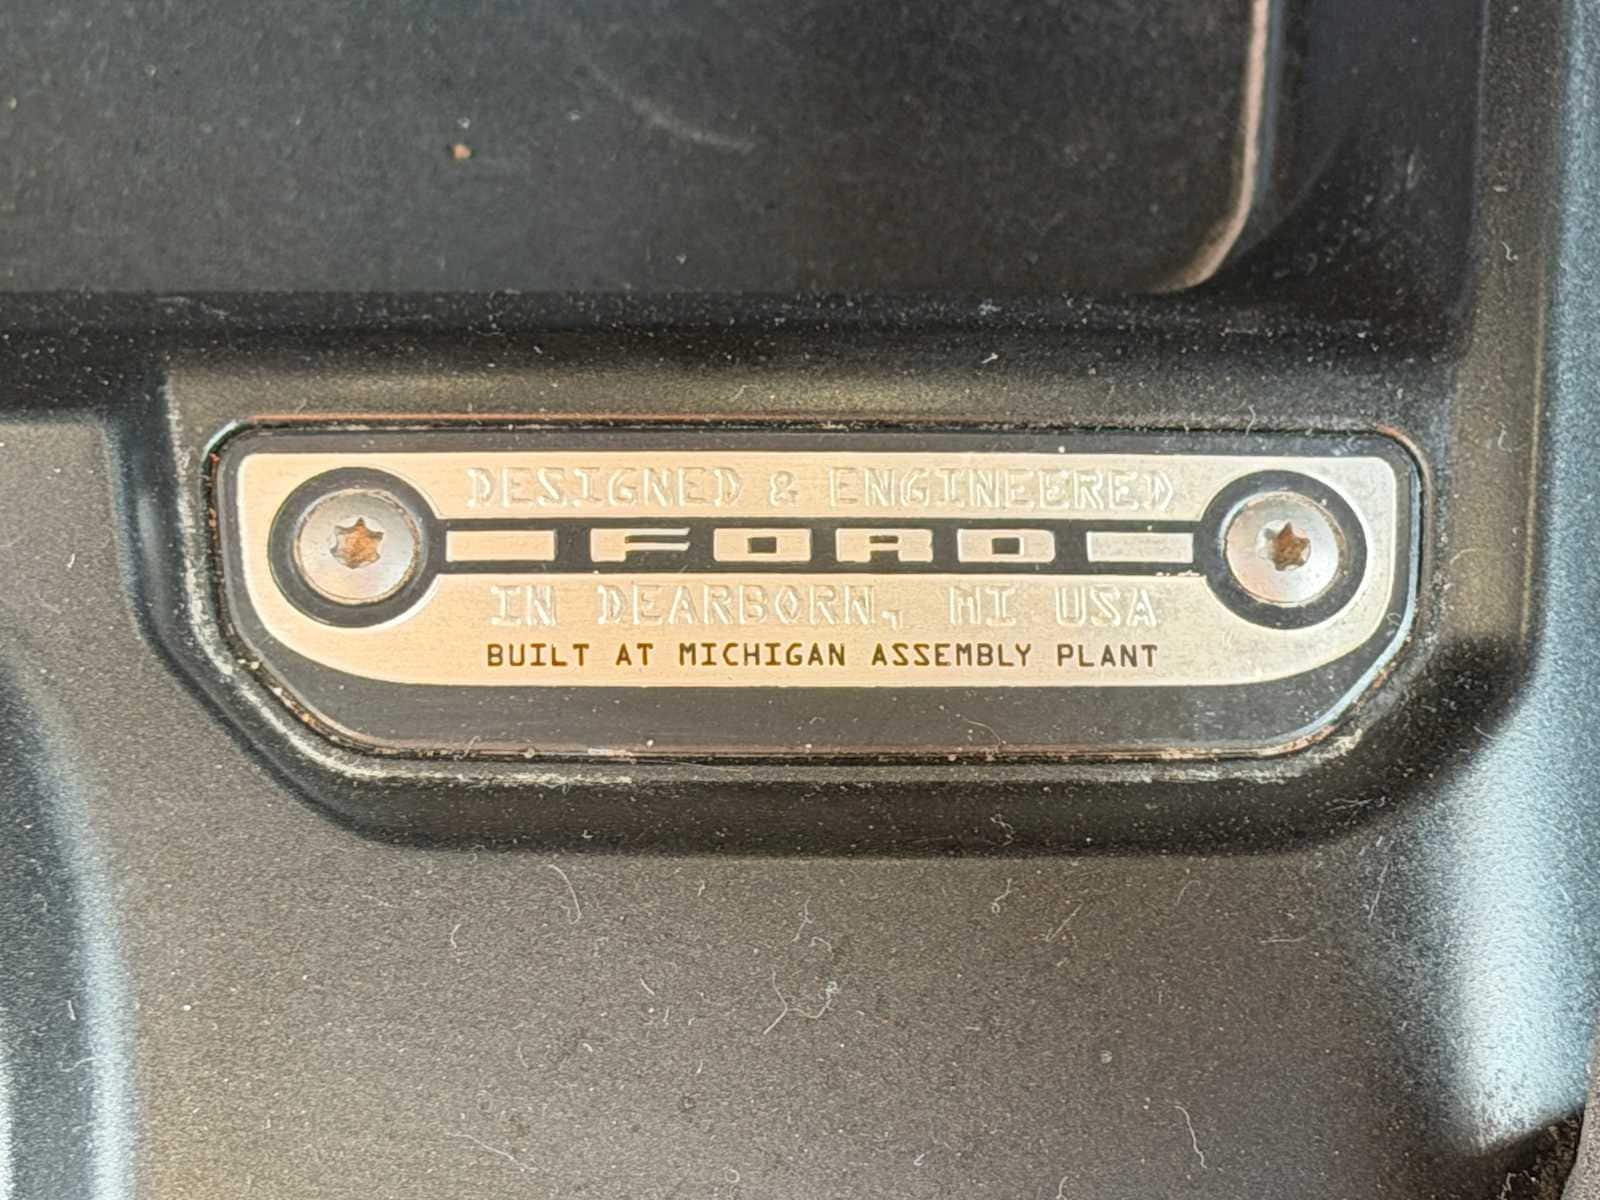 DESIGNED & ENGINEERED
FORD
IN DEARBORN, MI USA
BUILT AT MICHIGAN ASSEMBLY PLANT